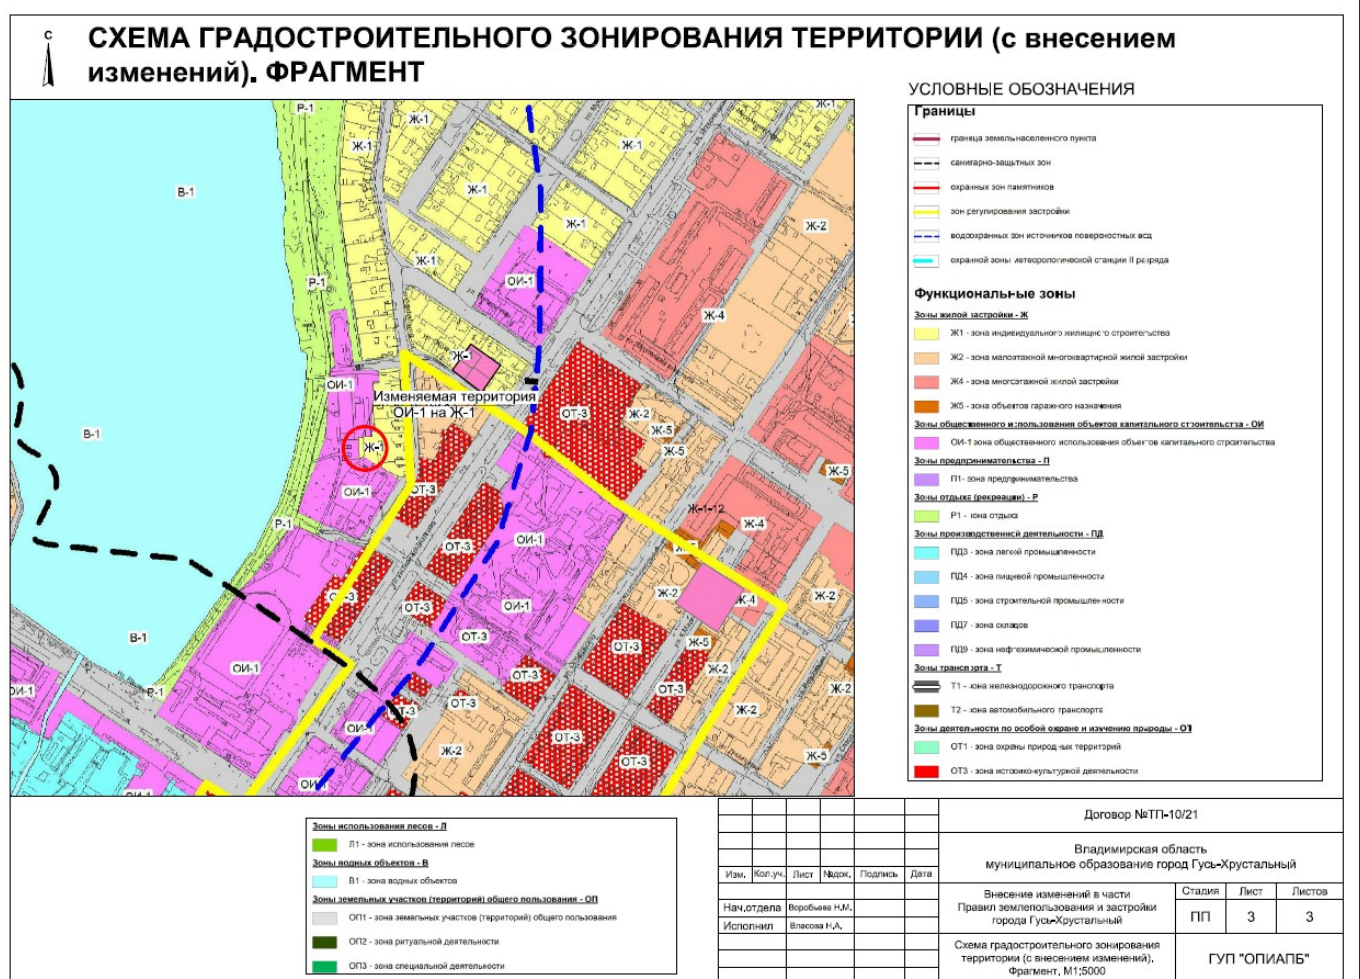 С
СХЕМА ГРАДОСТРОИТЕЛЬНОГО ЗОНИРОВАНИЯ ТЕРРИТОРИИ (с внесением
изменений). ФРАГМЕНТ
УСЛОВНЫЕ ОБОЗНАЧЕНИЯ
Границы
граница земель населенного пункта
санитарно-защитных зон
охранных зон памятников
зон регулирования застройки
водоохранных зон источников поверхностных вод
охранной зоны метеорологической станции II разряда
Функциональные зоны
Зоны жилой застройки - Ж
Ж1 - зона индивидуального жилищного строительства
Ж2 - зона малоэтажной многоквартирной жилой застройки
Ж4 - зона многоэтажной жилой застройки
Ж5 - зона объектов гаражного назначения
Зоны общественного использования объектов капитального строительства - ОИ
ОИ-1 зона общественного использования объектов капитального строительства
Зоны предпринимательства - П
П1- зона предпринимательства
Зоны отдыха (рекреации) - Р
Р1 - зона отдыха
Зоны производственной деятельности - ПД
ПД3 - зона легкой промышленности
ПД4 - зона пищевой промышленности
ПД5 - зона строительной промышленности
ПД7 - зона складов
ПД9 - зона нефтехимической промышленности
Зоны транспорта - Т
Т1 - зона железнодорожного транспорта
Т2 - зона автомобильного транспорта
Зоны деятельности по особой охране и изучению природы - ОТ
ОТ1 - зона охраны природных территорий
ОТ3 - зона историко-культурной деятельности
Р-1
Ж-1
Ж-1
Ж-1
Ж-1
Ж-1
В-1
Ж-1
Ж-1
Ж-2
Ж-1
Р-1
ОИ-1
Ж-4
Ж-1
ОИ-1
Изменяемая территория
ОИ-1 на Ж-1
ОТ-3
Ж-2
В-1
Ж-5
Ж-1
Ж-5
Ж-5
ОИ-1
ОТ-3
Ж-1-12
Р-1
Ж-4
ОИ-1
ОТ-3
Ж-5
ОТ-3
ОТ-3
ОИ-1
Ж-2
Ж-4
Ж-2
В-1
ОТ-3
Ж-5
ОТ-3
ОИ-1
ОТ-3
Ж-2
ОИ-1
Р-1
ОТ-3
Ж-2
ОТ-3
ОТ-3
Ж-2
ОИ-1
ОТ-3
Ж-2
Ж-5
ОТ-3
ОИ-1
ОИ-1
Зоны использования лесов - Л
Л1 - зона использования лесов
Зоны водных объектов - В
В1 - зона водных объектов
Зоны земельных участков (территорий) общего пользования - ОП
ОП1 - зона земельных участков (территорий) общего пользования
ОП2 - зона ритуальной деятельности
ОП3 - зона специальной деятельности
Договор №ТП-10/21
Владимирская область
муниципальное образование город Гусь-Хрустальный
Изм. Кол.уч. Лист №док. Подпись Дата
Нач.отдела Воробьева Н.М.
Исполнил Власова Н.А.
Внесение изменений в части
Правил землепользования и застройки
города Гусь-Хрустальный
Стадия Лист Листов
ПП 3 3
Схема градостроительного зонирования
территории (с внесением изменений).
Фрагмент, М1:5000
ГУП "ОПИАПБ"